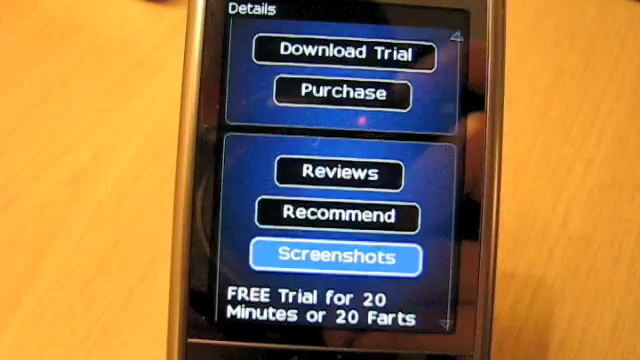 Details
Download Trial
Purchase
Reviews
Recommend
Screenshots
FREE Trial for 20
Minutes or 20 Farts